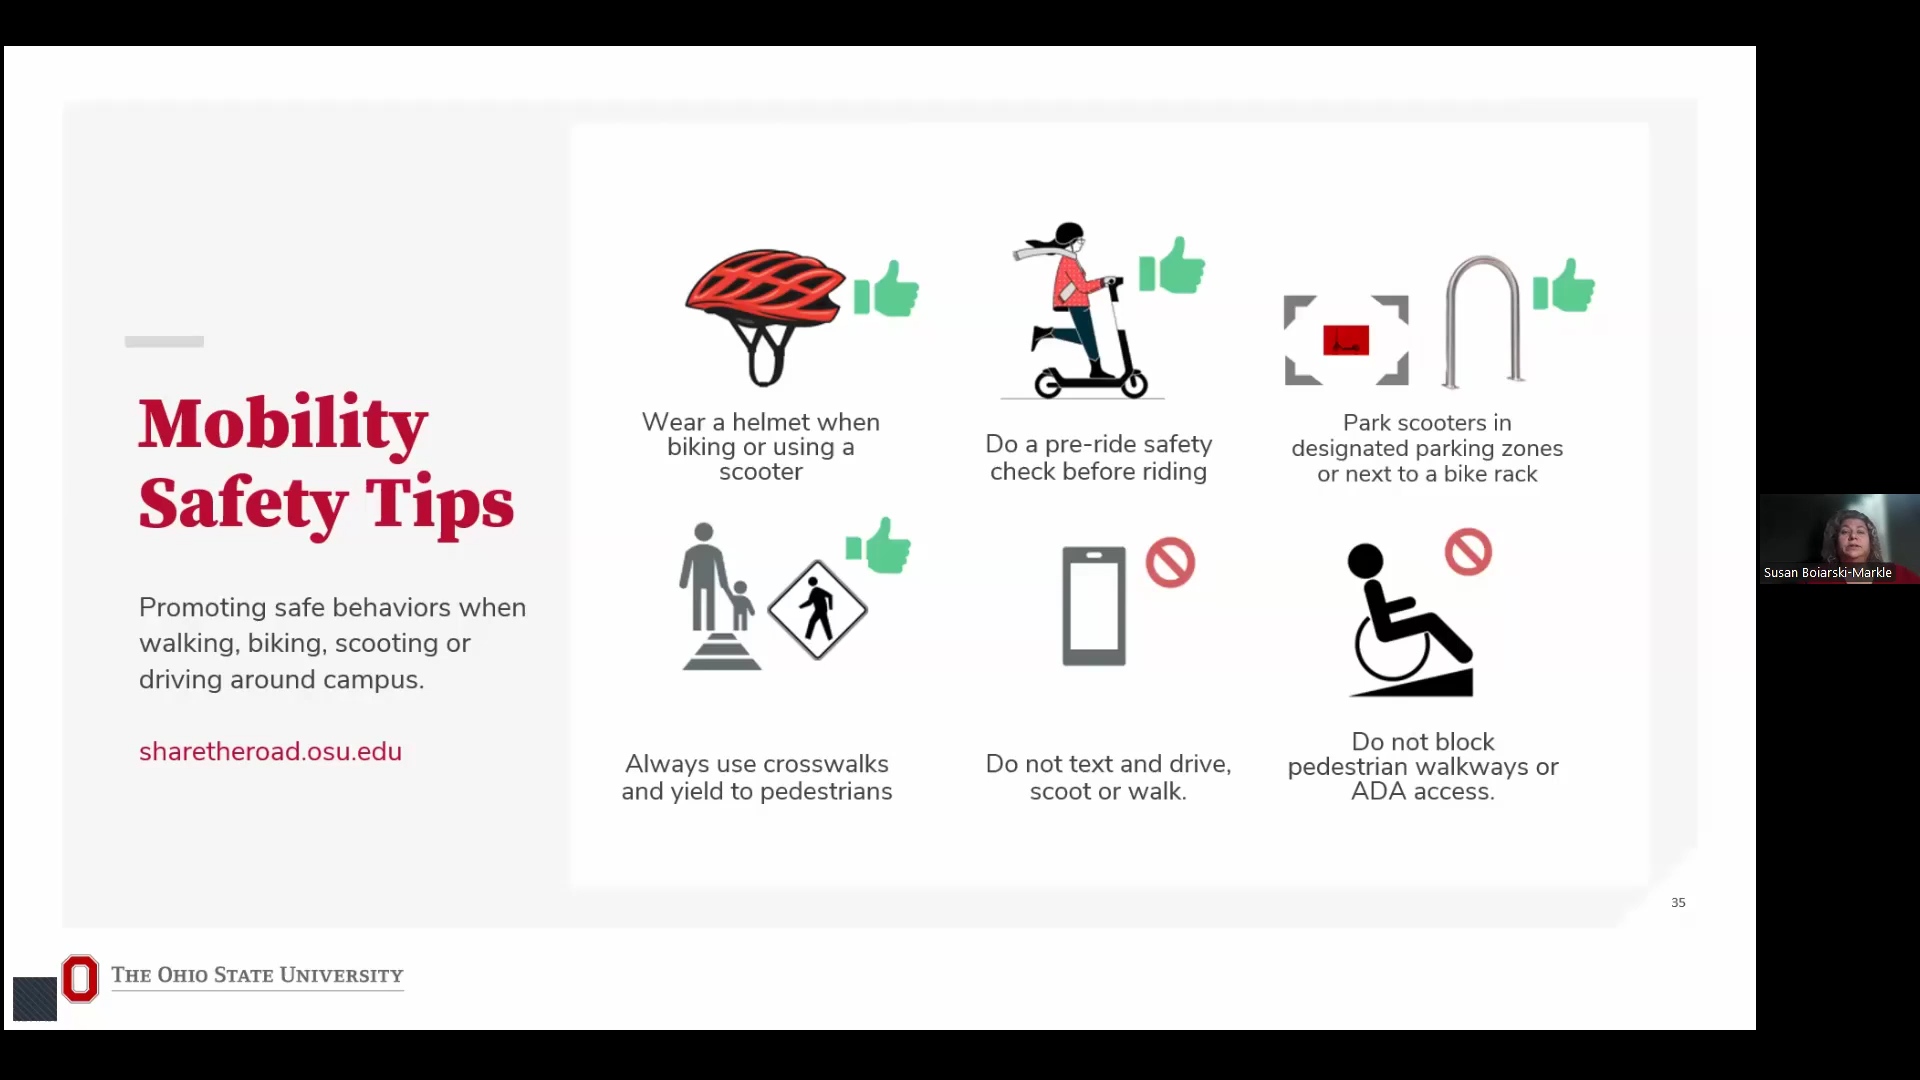 Mobility
Safety Tips
Promoting safe behaviors when
walking, biking, scooting or
driving around campus.
sharetheroad.osu.edu
Wear a helmet when
biking or using a
scooter
Do a pre-ride safety
check before riding
Park scooters in
designated parking zones
or next to a bike rack
Always use crosswalks
and yield to pedestrians
Do not text and drive,
scoot or walk.
Do not block
pedestrian walkways or
ADA access.
35
THE OHIO STATE UNIVERSITY
Susan Boiarski-Markle